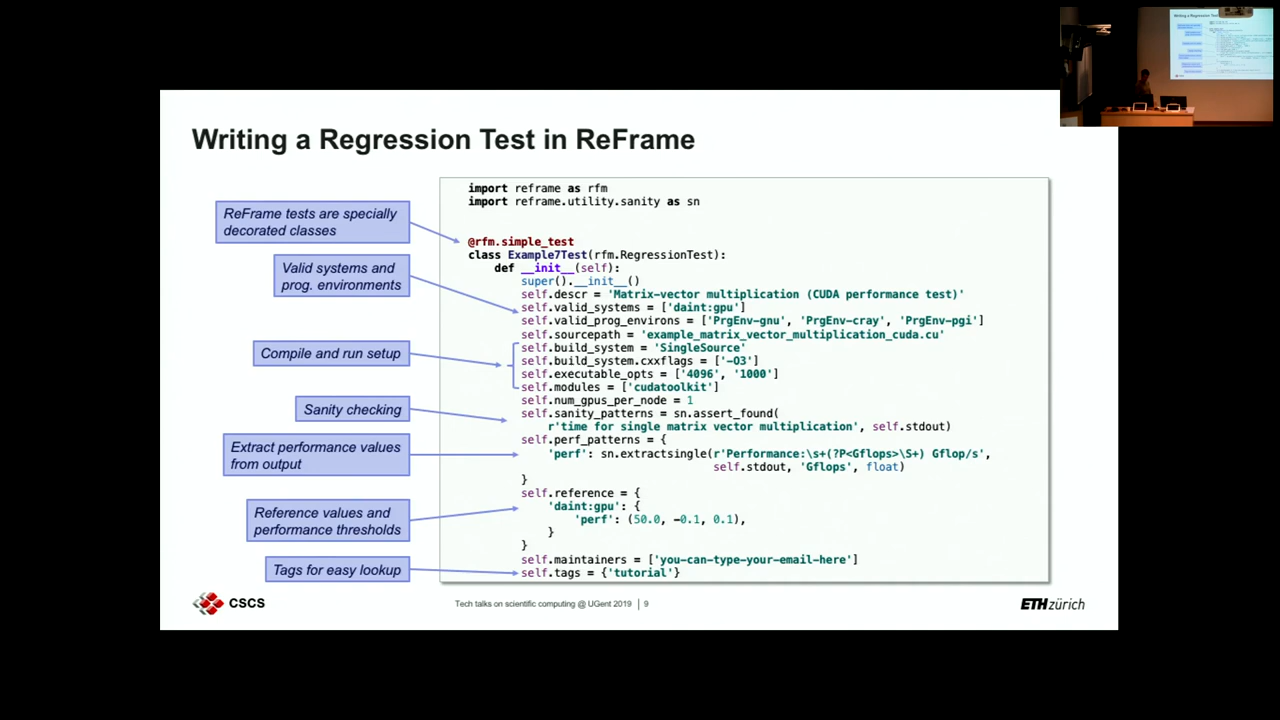 Writing a Regression Test in ReFrame
ReFrame tests are specially
decorated classes
Valid systems and
prog. environments
Compile and run setup
Sanity checking
Extract performance values
from output
Reference values and
performance thresholds
Tags for easy lookup
import reframe as rfm
import reframe.utility.sanity as sn
@rfm.simple_test
class Example7Test(rfm.RegressionTest):
def __init__(self):
super().__init__()
self.descr = 'Matrix-vector multiplication (CUDA performance test)'
self.valid_systems = ['daint:gpu']
self.valid_prog_environs = ['PrgEnv-gnu', 'PrgEnv-cray', 'PrgEnv-pgi']
self.sourcepath = 'example_matrix_vector_multiplication_cuda.cu'
self.build_system = 'SingleSource'
self.build_system.cxxflags = ['-O3']
self.executable_opts = ['4096', '1000']
self.modules = ['cudatoolkit']
self.num_gpus_per_node = 1
self.sanity_patterns = sn.assert_found(
r'time for single matrix vector multiplication', self.stdout)
self.perf_patterns = {
'perf': sn.extractsingle(r'Performance:\s+(?P<Gflops>\S+) Gflop/s',
self.stdout, 'Gflops', float)
}
self.reference = {
'daint:gpu': {
'perf': (50.0, -0.1, 0.1),
}
}
self.maintainers = ['you-can-type-your-email-here']
self.tags = {'tutorial'}
CSCS
Tech talks on scientific computing @ UGent 2019 | 9
ETH zürich
Writing a Regression Test